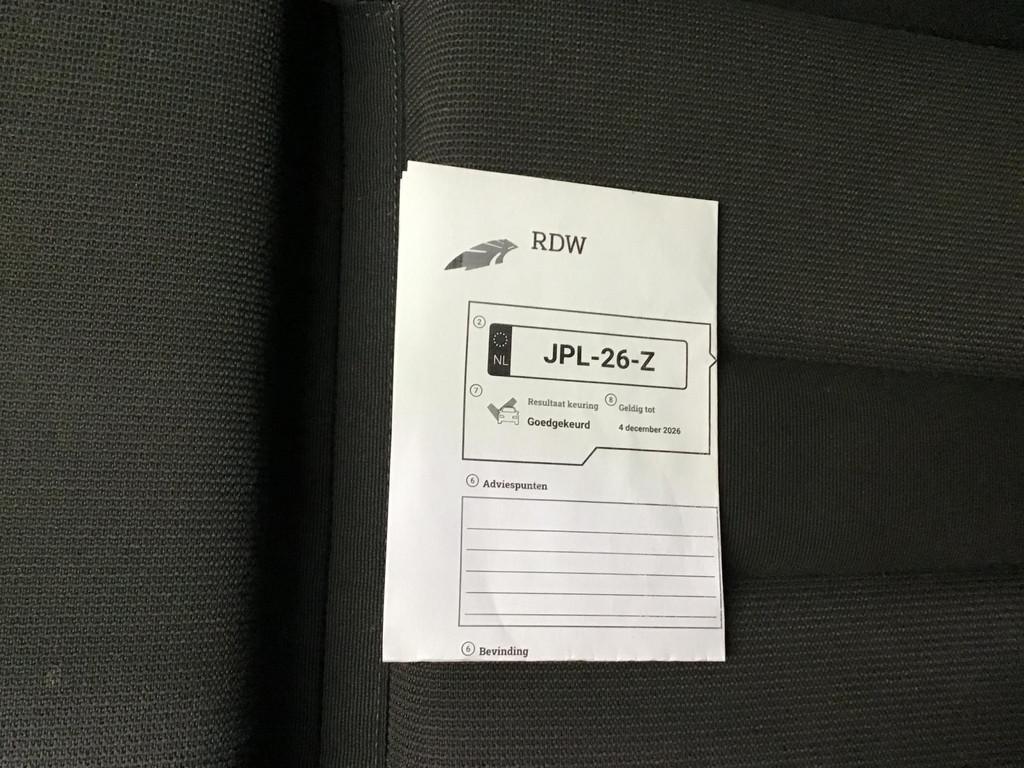 RDW
2
NL
JPL-26-Z
7
Resultaat keuring
8
Geldig tot
Goedgekeurd
4 december 2026
6 Adviespunten
6 Bevinding